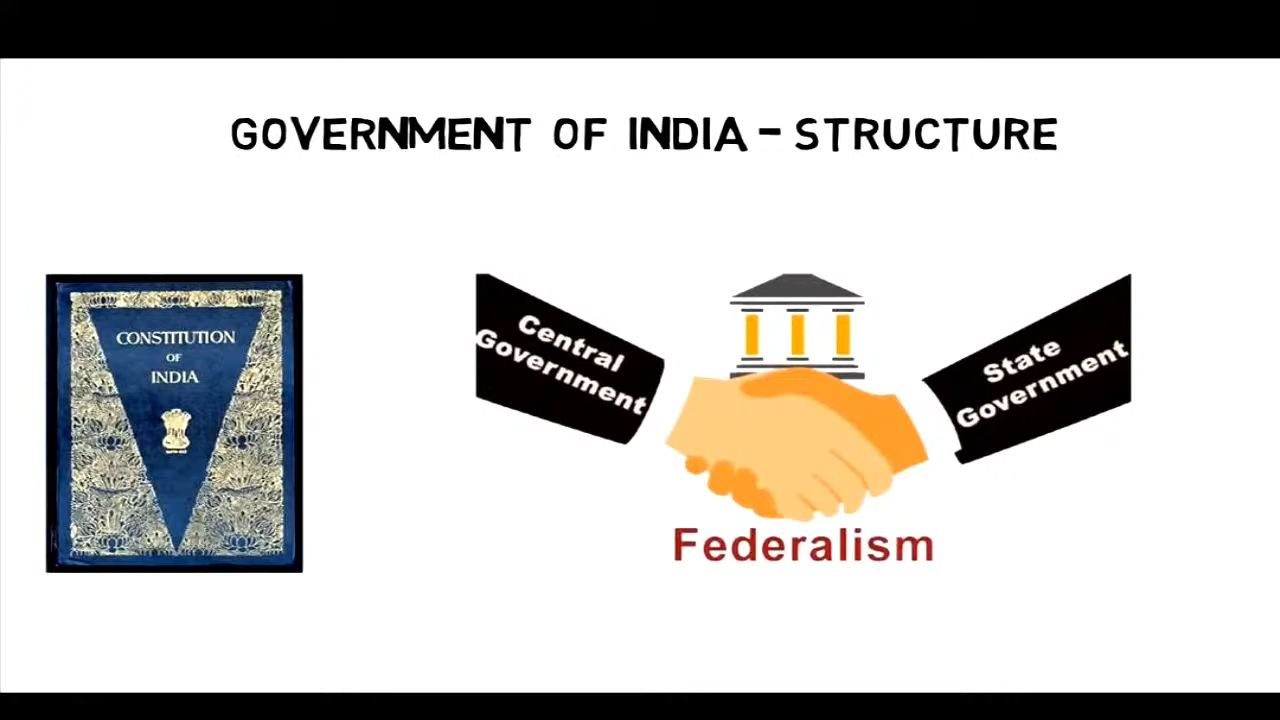 GOVERNMENT OF INDIA – STRUCTURE
CONSTITUTION
OF
INDIA
Central
Government
State
Government
Federalism